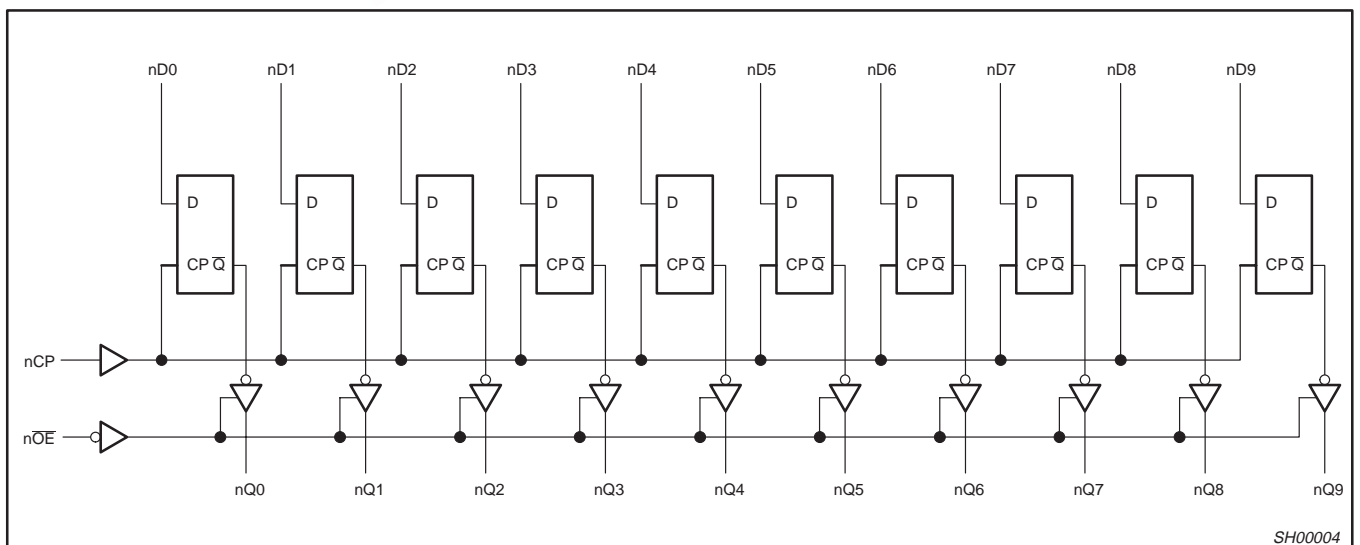 nD0 nD1 nD2 nD3 nD4 nD5 nD6 nD7 nD8 nD9
D D D D D D D D D D
CP Q̅ CP Q̅ CP Q̅ CP Q̅ CP Q̅ CP Q̅ CP Q̅ CP Q̅ CP Q̅ CP Q̅
nCP
nO̅E̅
nQ0 nQ1 nQ2 nQ3 nQ4 nQ5 nQ6 nQ7 nQ8 nQ9
SH00004